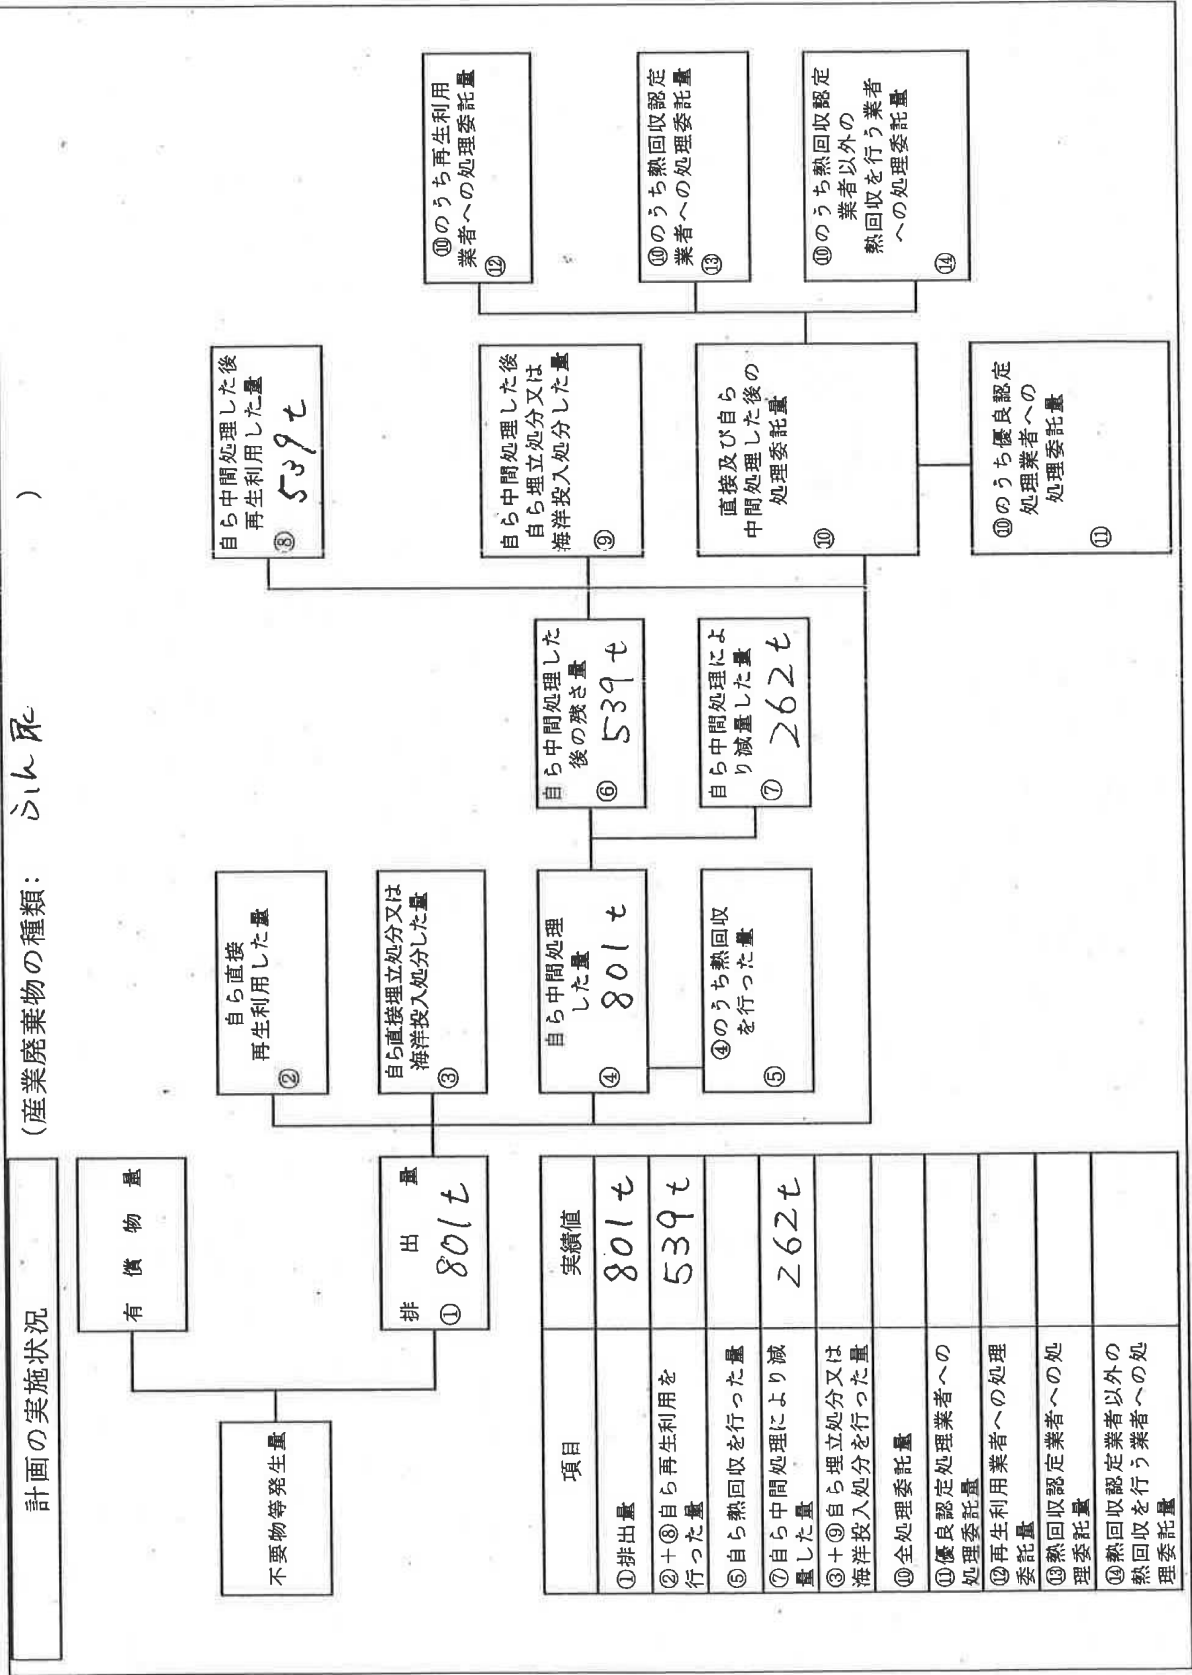 計画の実施状況
(産業廃棄物の種類: ふん尿 )
不要物等発生量
有償物量
排出量
① 801t
自ら直接
再生利用した量
②
自ら直接埋立処分又は
海洋投入処分した量
③
自ら中間処理
した量
④ 801t
④のうち熱回収
を行った量
⑤
自ら中間処理した
後の残さ量
⑥ 539t
自ら中間処理によ
り減量した量
⑦ 262t
自ら中間処理した後
再生利用した量
⑧ 539t
自ら中間処理した後
自ら埋立処分又は
海洋投入処分した量
⑨
直接及び自ら
中間処理した後の
処理委託量
⑩
⑩のうち優良認定
処理業者への
処理委託量
⑪
⑩のうち再生利用
業者への処理委託量
⑫
⑩のうち熱回収認定
業者への処理委託量
⑬
⑩のうち熱回収認定
業者以外の
熱回収を行う業者
への処理委託量
⑭
項目 実績値
①排出量 801t
②+⑧自ら再生利用を
行った量 539t
⑤自ら熱回収を行った量
⑦自ら中間処理により減
量した量 262t
③+⑨自ら埋立処分又は
海洋投入処分を行った量
⑩全処理委託量
⑪優良認定処理業者への
処理委託量
⑫再生利用業者への処理
委託量
⑬熱回収認定業者への処
理委託量
⑭熱回収認定業者以外の
熱回収を行う業者への処
理委託量